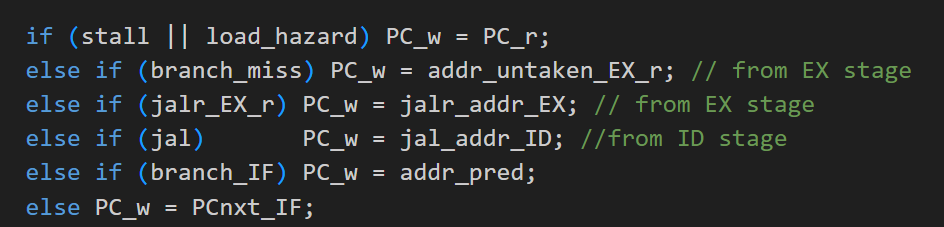 if (stall || load_hazard) PC_w = PC_r;
else if (branch_miss) PC_w = addr_untaken_EX_r; // from EX stage
else if (jalr_EX_r) PC_w = jalr_addr_EX; // from EX stage
else if (jal)       PC_w = jal_addr_ID; //from ID stage
else if (branch_IF) PC_w = addr_pred;
else PC_w = PCnxt_IF;